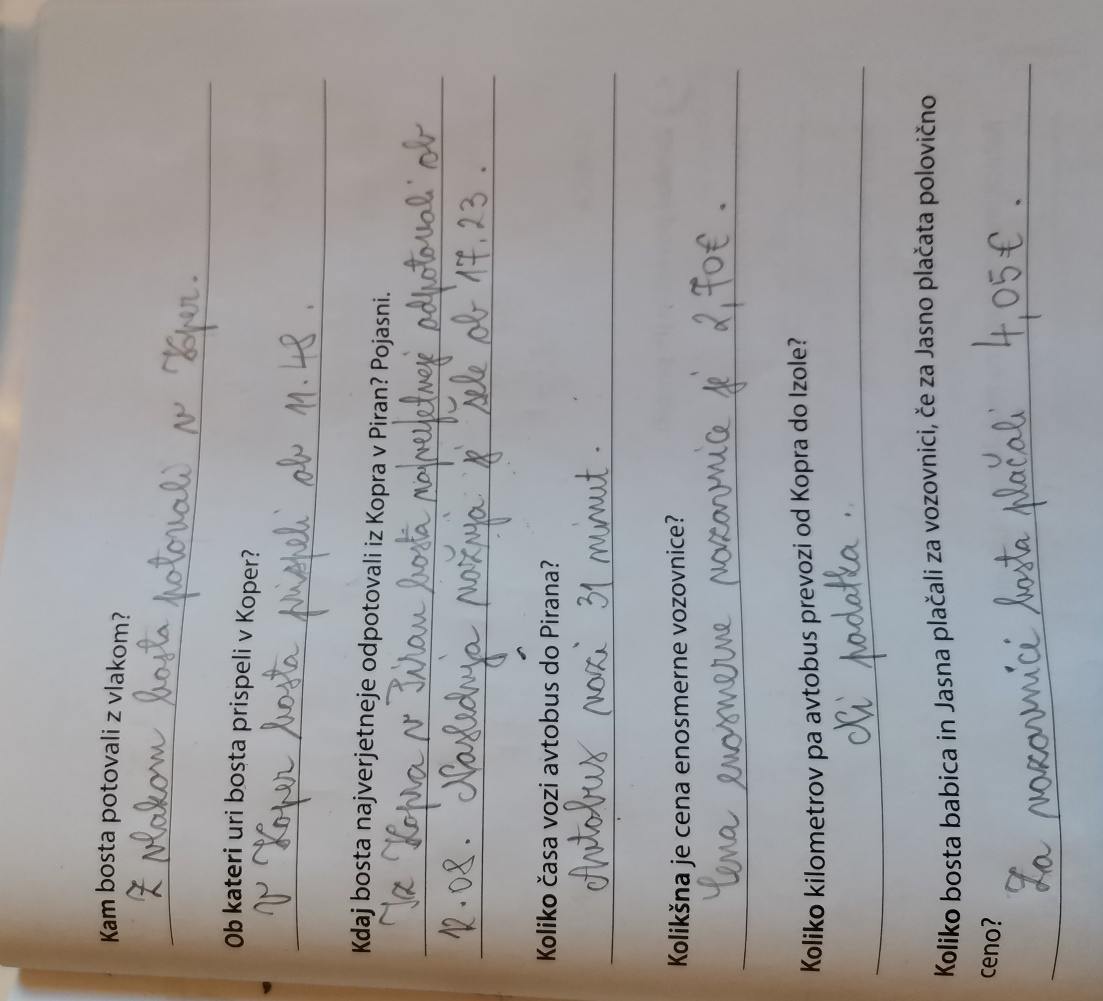 Kam bosta potovali z vlakom?
Z vlakom bosta potovali v Koper.
Ob kateri uri bosta prispeli v Koper?
V Koper bosta prispeli ob 11.48.
Kdaj bosta najverjetneje odpotovali iz Kopra v Piran? Pojasni.
Iz Kopra v Piran bosta najverjetneje odpotovali ob
12.08. Naslednja vožnja je šele ob 17.23.
Koliko časa vozi avtobus do Pirana?
Avtobus vozi 31 minut.
Kolikšna je cena enosmerne vozovnice?
Cena enosmerne vozovnice je 2,70€.
Koliko kilometrov pa avtobus prevozi od Kopra do Izole?
Ni podatka.
Koliko bosta babica in Jasna plačali za vozovnici, če za Jasno plačata polovično
ceno?
Za vozovnici bosta plačali 4,05€.